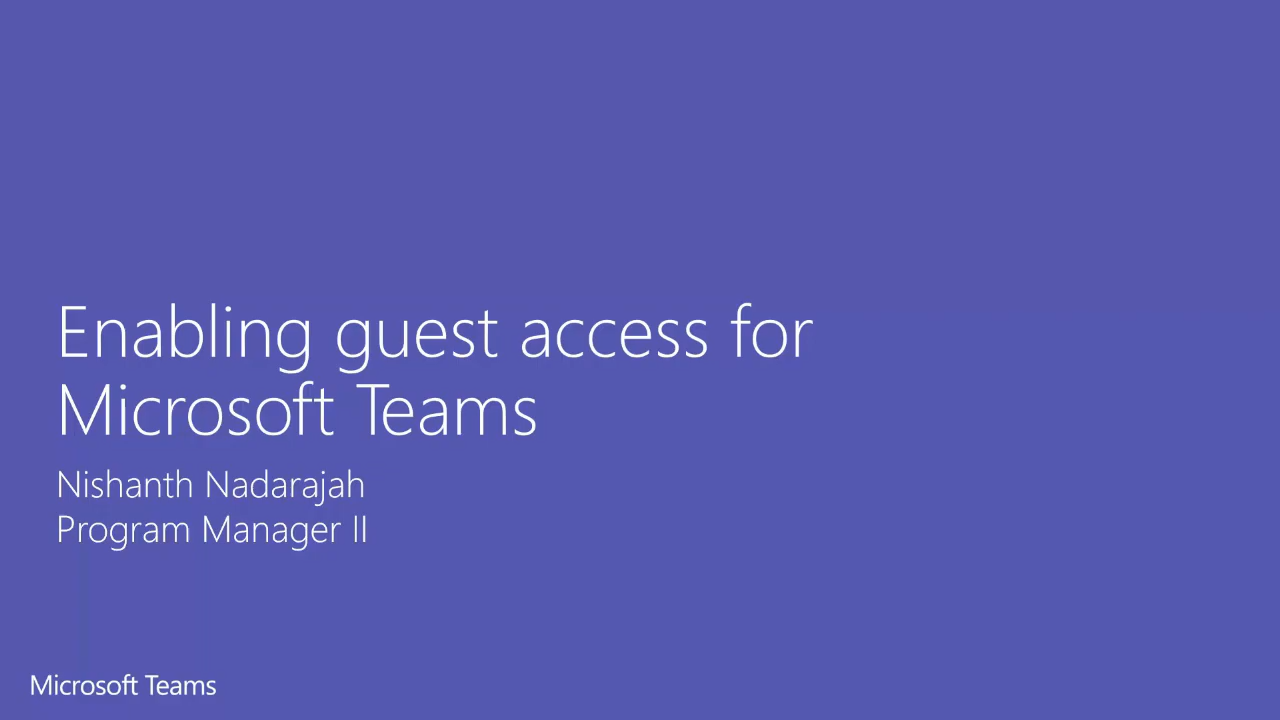 Enabling guest access for
Microsoft Teams
Nishanth Nadarajah
Program Manager II
Microsoft Teams